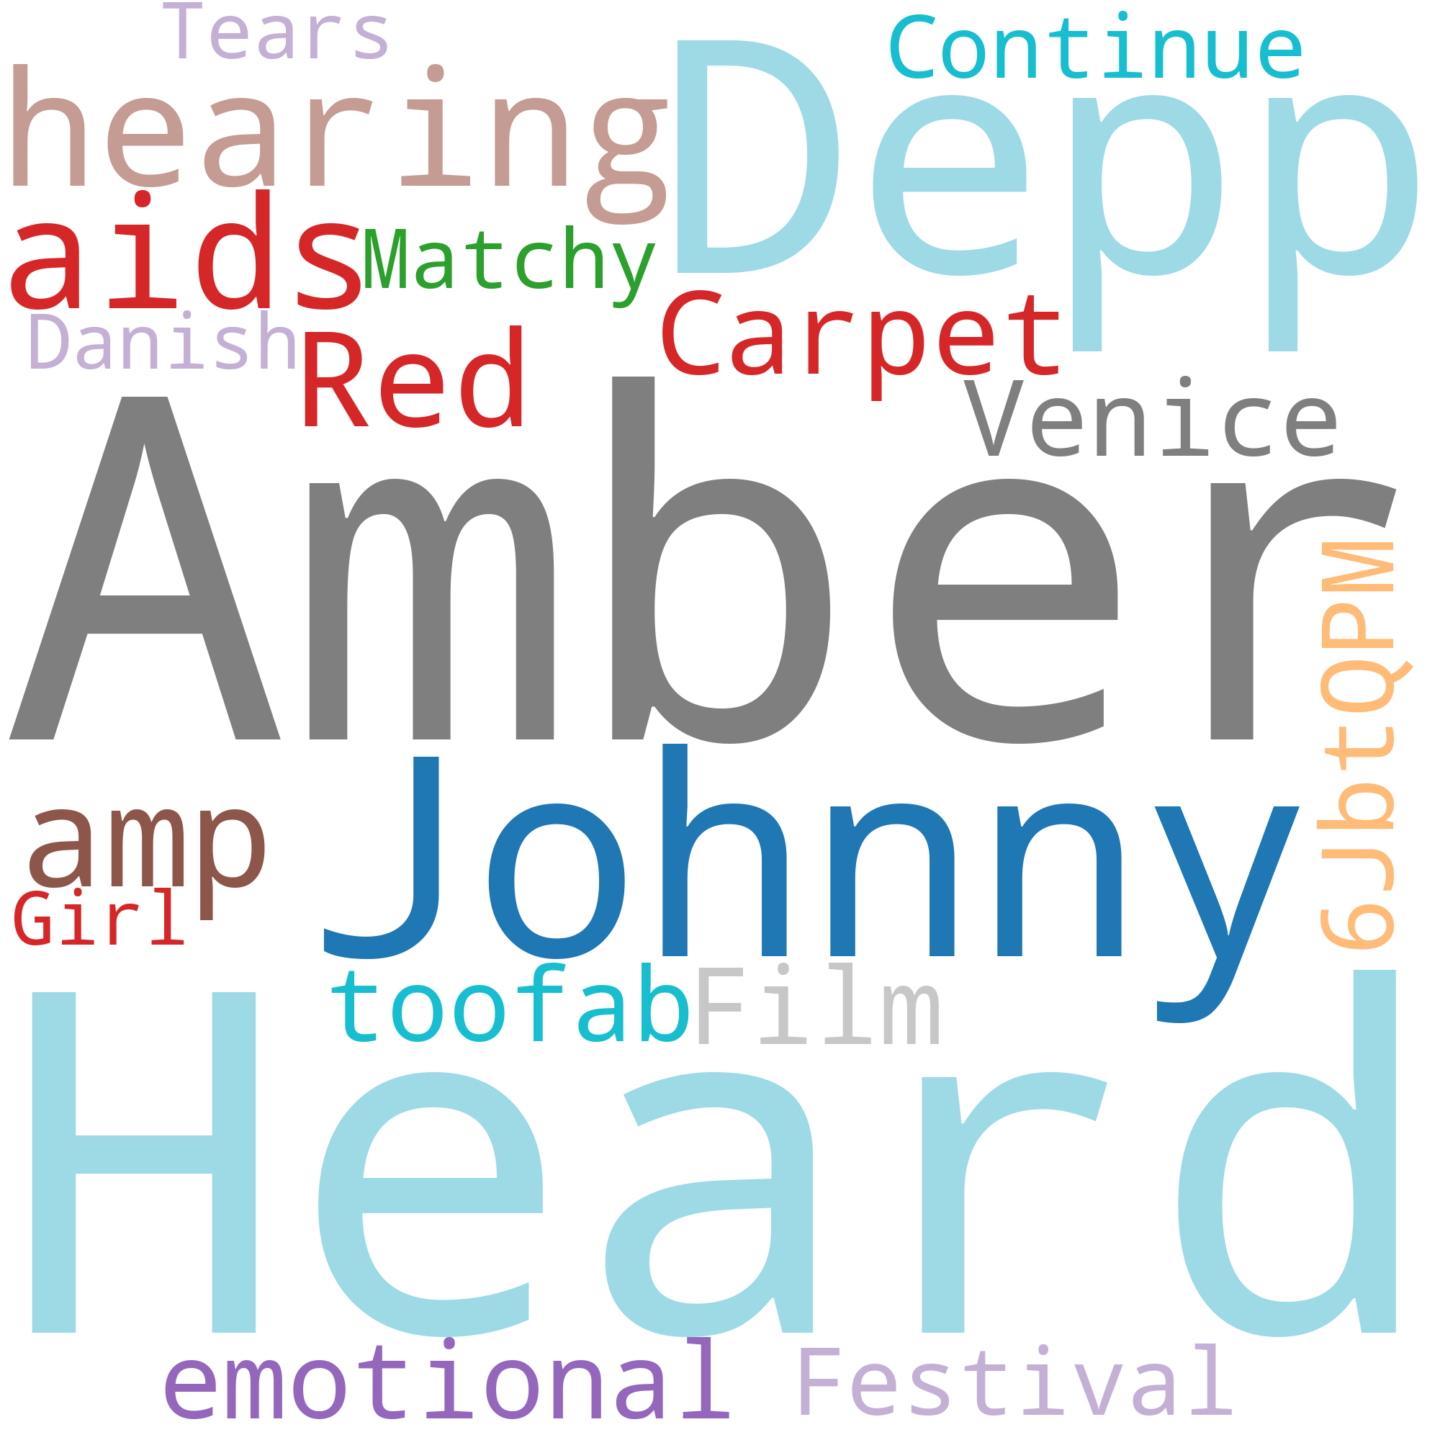 Tears
Continue
hearing
Depp
aids
Matchy
Carpet
Danish
Red
Venice
Amber
6JbtQPM
Johnny
amp
Girl
toofab
Film
Heard
emotional
Festival